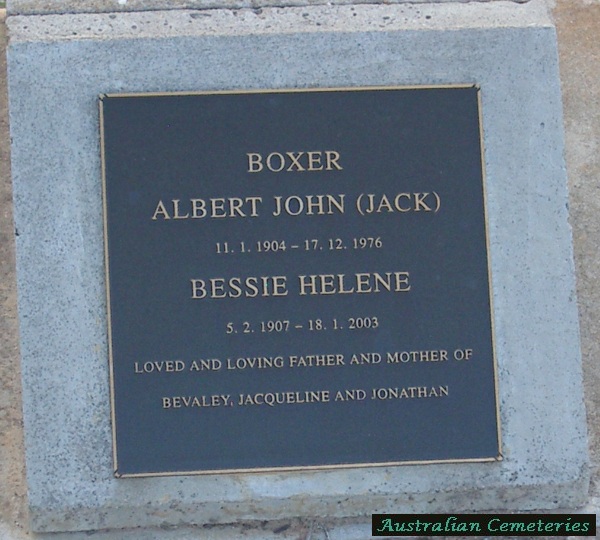 BOXER
ALBERT JOHN (JACK)
11. 1. 1904 – 17. 12. 1976
BESSIE HELENE
5. 2. 1907 – 18. 1. 2003
LOVED AND LOVING FATHER AND MOTHER OF
BEVALEY, JACQUELINE AND JONATHAN
Australian Cemeteries